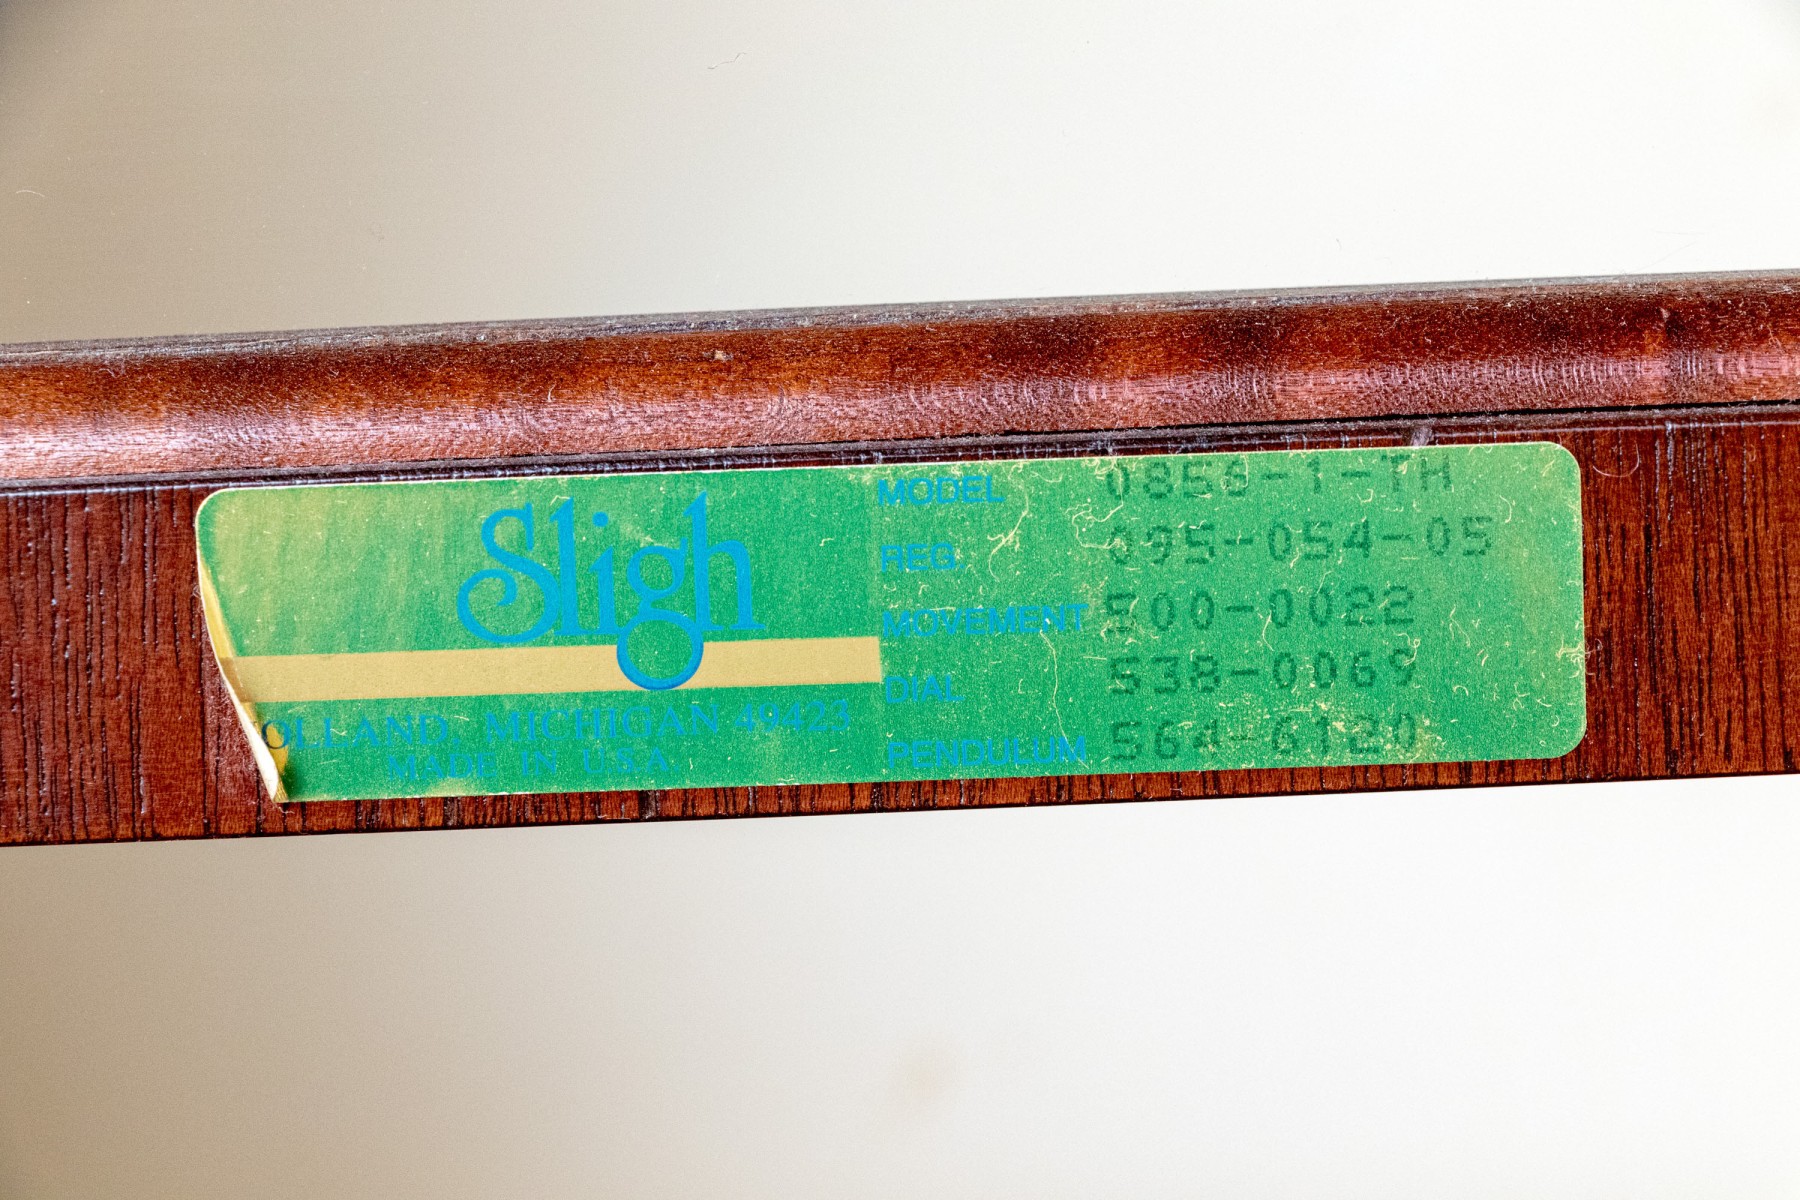 Sligh
OLLAND, MICHIGAN 49423
MADE IN U.S.A.
MODEL 0856-1-TH
REG. 095-054-05
MOVEMENT 500-0022
DIAL 538-0069
PENDULUM 564-6120